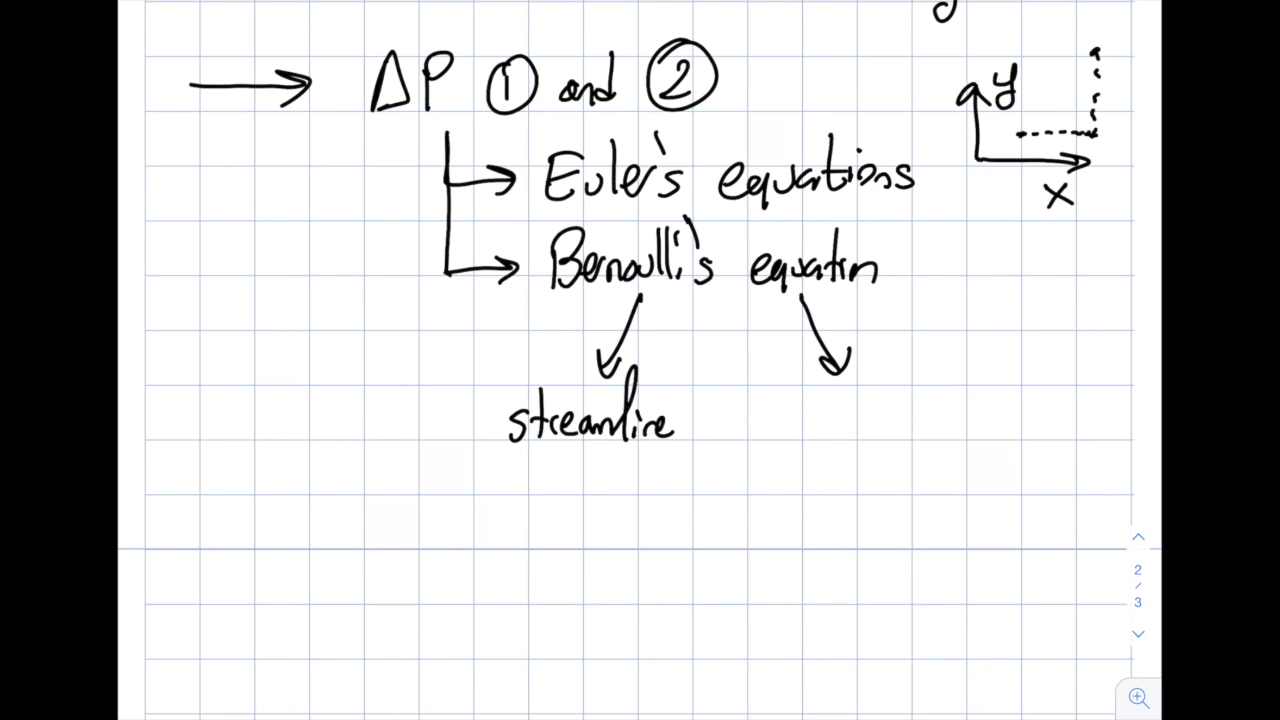 → ΔP ① and ②
y
x
→ Euler's equations
→ Bernoulli's equation
streamline
2
/
3